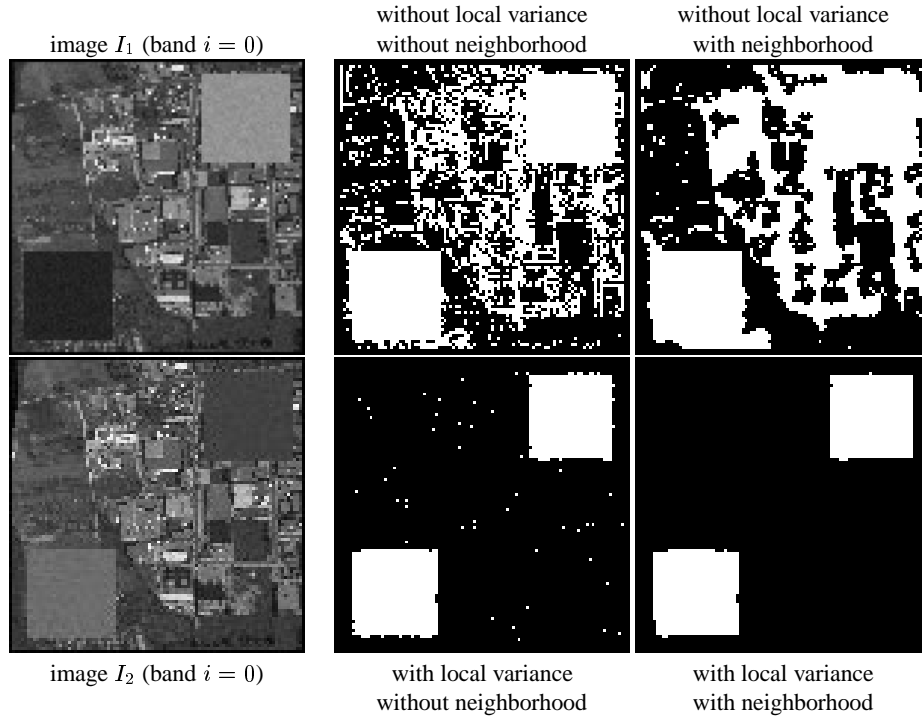 image I₁ (band i = 0)
without local variance
without neighborhood
without local variance
with neighborhood
image I₂ (band i = 0)
with local variance
without neighborhood
with local variance
with neighborhood